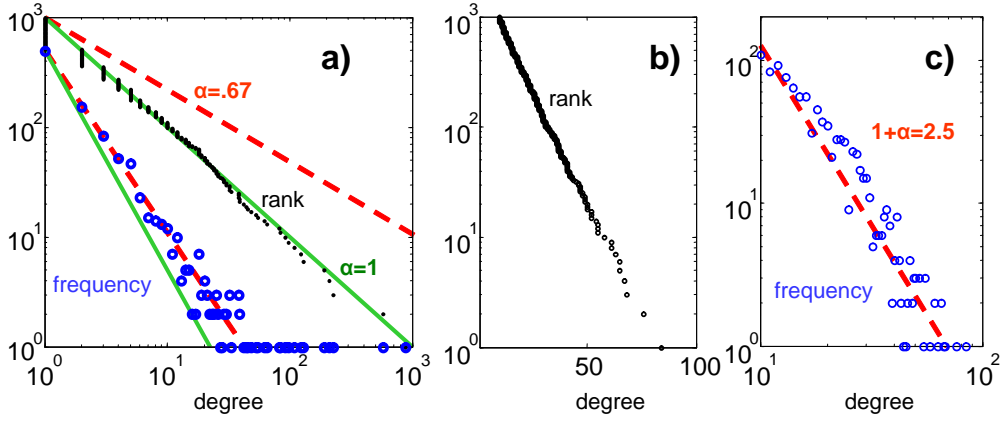 a)
b)
c)
α=.67
rank
α=1
frequency
10³
10²
10¹
10⁰
10⁰
10¹
10²
10³
degree
rank
10³
10²
10¹
10⁰
50
100
degree
1+α=2.5
frequency
10²
10¹
10⁰
10¹
10²
degree